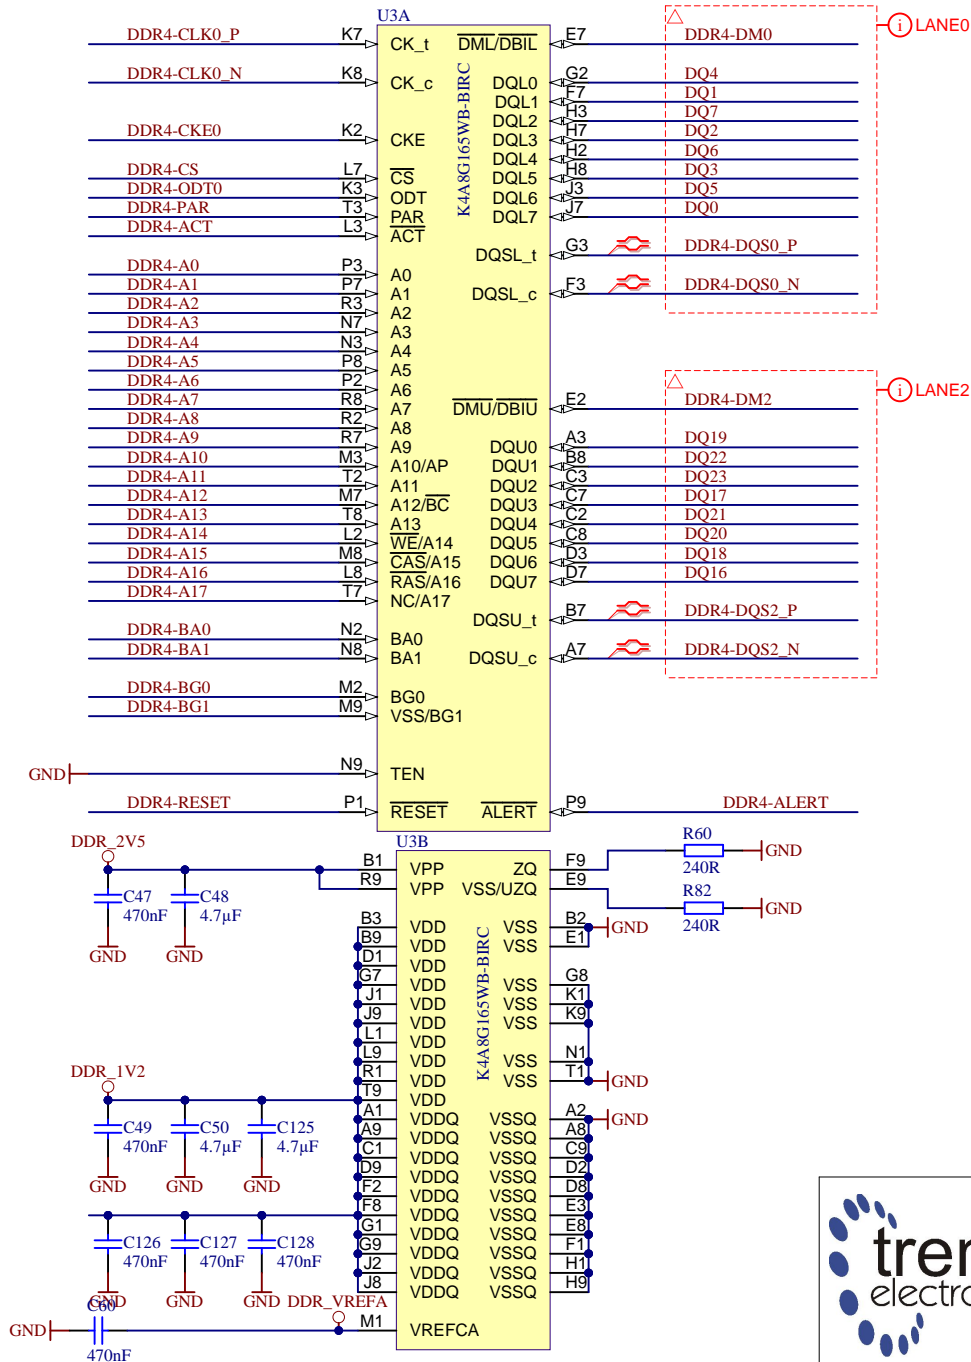 U3A
DDR4-CLK0_P K7 CK_t DML/DBIL E7 DDR4-DM0 LANE0
DDR4-CLK0_N K8 CK_c DQL0 G2 DQ4
DQL1 F7 DQ1
DQL2 H3 DQ7
DDR4-CKE0 K2 CKE DQL3 H7 DQ2
DQL4 H2 DQ6
DDR4-CS L7 CS DQL5 H8 DQ3
DDR4-ODT0 K3 ODT DQL6 J3 DQ5
DDR4-PAR T3 PAR DQL7 J7 DQ0
DDR4-ACT L3 ACT
K4A8G165WB-BIRC
DQSL_t G3 DDR4-DQS0_P
DDR4-A0 P3 A0
DDR4-A1 P7 A1 DQSL_c F3 DDR4-DQS0_N
DDR4-A2 R3 A2
DDR4-A3 N7 A3
DDR4-A4 N3 A4
DDR4-A5 P8 A5
DDR4-A6 P2 A6 LANE2
DDR4-A7 R8 A7 DMU/DBIU E2 DDR4-DM2
DDR4-A8 R2 A8
DDR4-A9 R7 A9 DQU0 A3 DQ19
DDR4-A10 M3 A10/AP DQU1 B8 DQ22
DDR4-A11 T2 A11 DQU2 C3 DQ23
DDR4-A12 M7 A12/BC DQU3 C7 DQ17
DDR4-A13 T8 A13 DQU4 C2 DQ21
DDR4-A14 L2 WE/A14 DQU5 C8 DQ20
DDR4-A15 M8 CAS/A15 DQU6 D3 DQ18
DDR4-A16 L8 RAS/A16 DQU7 D7 DQ16
DDR4-A17 T7 NC/A17
DQSU_t B7 DDR4-DQS2_P
DDR4-BA0 N2 BA0
DDR4-BA1 N8 BA1 DQSU_c A7 DDR4-DQS2_N
DDR4-BG0 M2 BG0
DDR4-BG1 M9 VSS/BG1
GND N9 TEN
DDR4-RESET P1 RESET ALERT P9 DDR4-ALERT
U3B
DDR_2V5 R60
B1 VPP ZQ F9 240R GND
R9 VPP VSS/UZQ E9 R82
C47 470nF C48 4.7µF 240R GND
B3 VDD VSS B2 GND
B9 VDD VSS E1
GND GND
D1 VDD
G7 VDD VSS G8
J1 VDD VSS K1
J9 VDD VSS K9
K4A8G165WB-BIRC
L1 VDD
L9 VDD VSS N1
R1 VDD VSS T1 GND
DDR_1V2 T9 VDD
A1 VDDQ VSSQ A2 GND
C49 470nF C50 4.7µF C125 4.7µF
A9 VDDQ VSSQ A8
C1 VDDQ VSSQ C9
D9 VDDQ VSSQ D2
GND GND GND
F2 VDDQ VSSQ D8
F8 VDDQ VSSQ E3
G1 VDDQ VSSQ E8
C126 470nF C127 470nF C128 470nF
G9 VDDQ VSSQ F1
J2 VDDQ VSSQ H1
J8 VDDQ VSSQ H9
GND GND GND
DDR_VREFA
GND C60 470nF M1 VREFCA
tren
electro